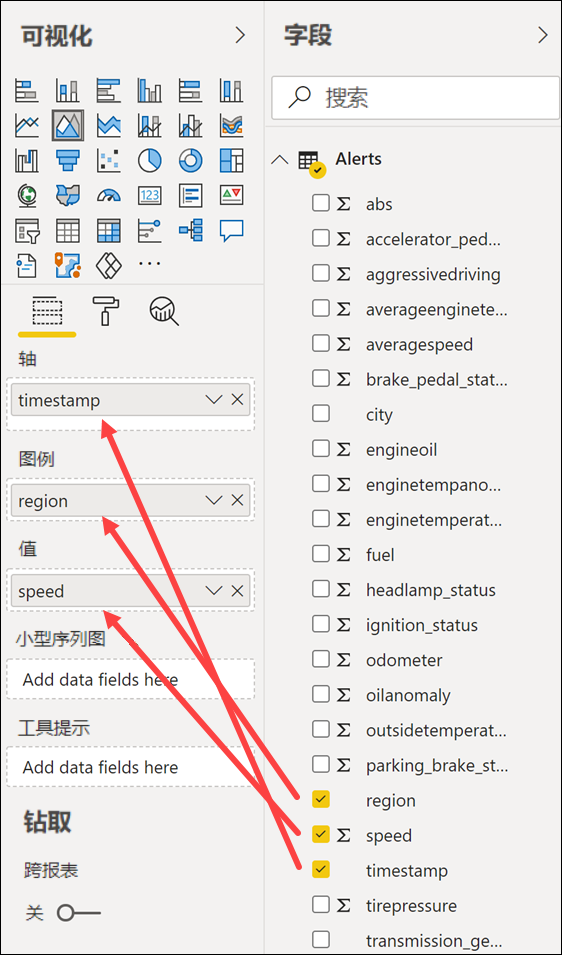 可视化
123
轴
timestamp
图例
region
值
speed
小型序列图
Add data fields here
工具提示
Add data fields here
钻取
跨报表
关
字段
搜索
Alerts
Σ abs
Σ accelerator_ped...
Σ aggressivedriving
Σ averageenginete...
Σ averagespeed
Σ brake_pedal_stat...
city
Σ engineoil
Σ enginetempano...
Σ enginetemperat...
Σ fuel
Σ headlamp_status
Σ ignition_status
Σ odometer
Σ oilanomaly
Σ outsidetemperat...
Σ parking_brake_st...
region
Σ speed
timestamp
Σ tirepressure
transmission_ge...